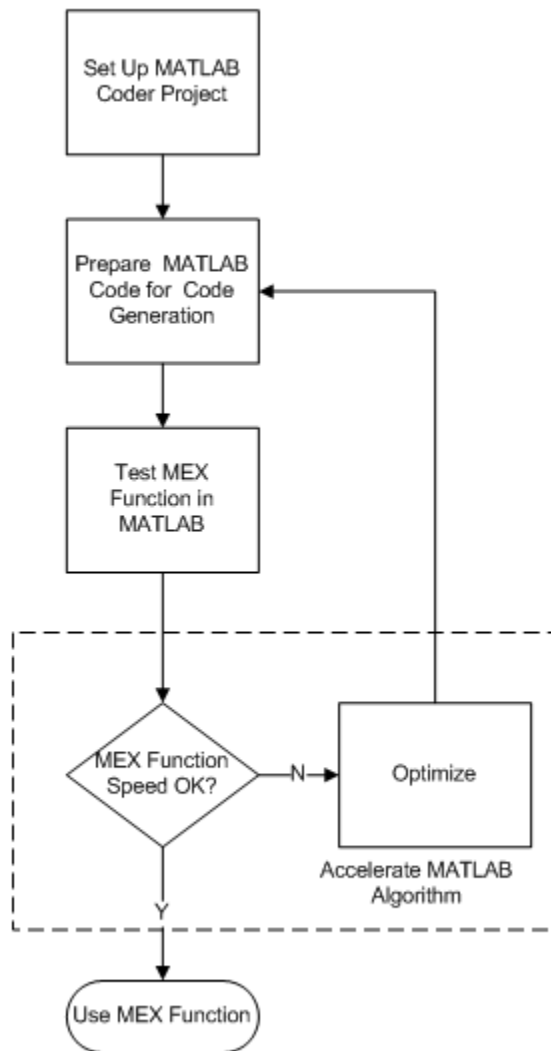 Set Up MATLAB
Coder Project
Prepare MATLAB
Code for Code
Generation
Test MEX
Function in
MATLAB
MEX Function
Speed OK?
N
Optimize
Accelerate MATLAB
Algorithm
Y
Use MEX Function